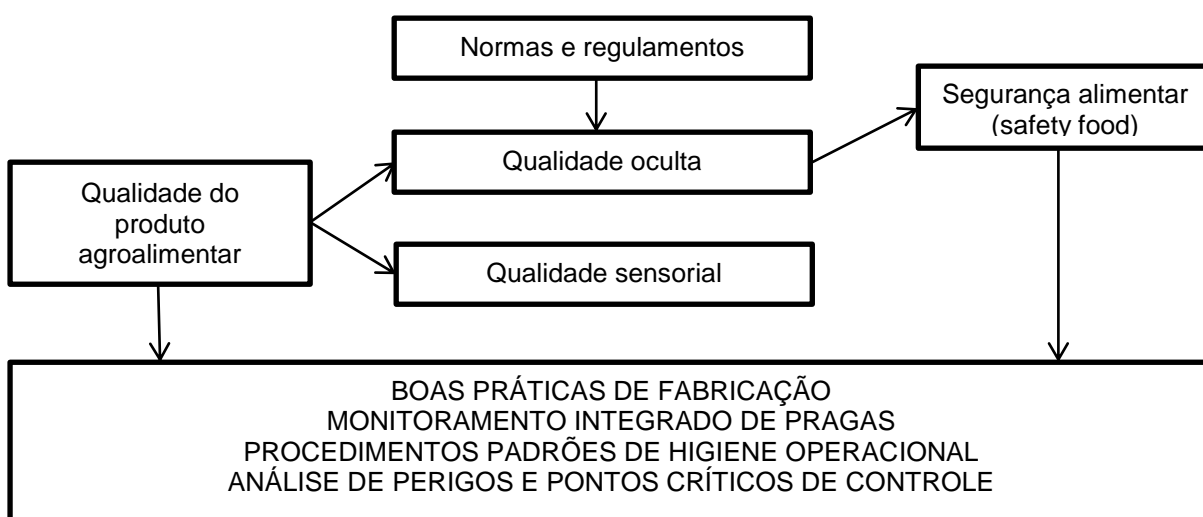 Normas e regulamentos
Segurança alimentar
(safety food)
Qualidade oculta
Qualidade do
produto
agroalimentar
Qualidade sensorial
BOAS PRÁTICAS DE FABRICAÇÃO
MONITORAMENTO INTEGRADO DE PRAGAS
PROCEDIMENTOS PADRÕES DE HIGIENE OPERACIONAL
ANÁLISE DE PERIGOS E PONTOS CRÍTICOS DE CONTROLE